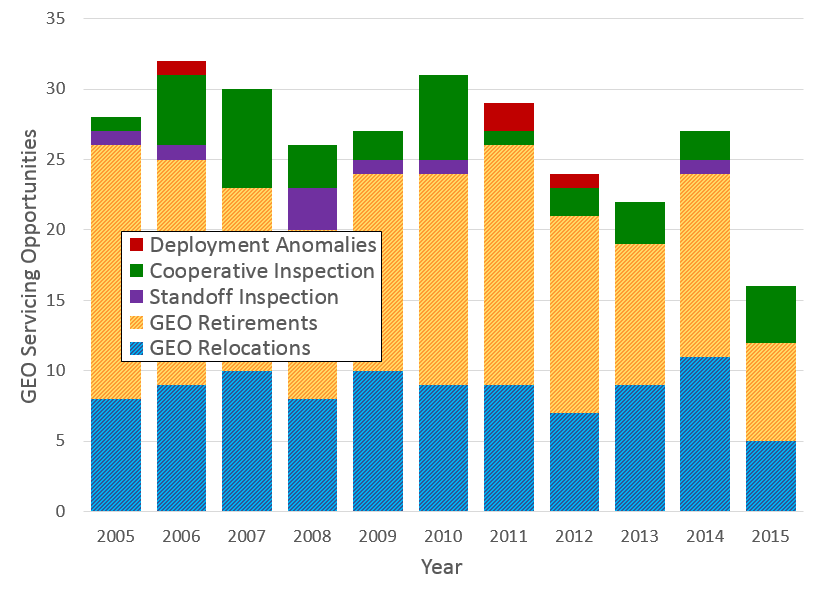 35
30
25
20
15
10
5
0
GEO Servicing Opportunities
Deployment Anomalies
Cooperative Inspection
Standoff Inspection
GEO Retirements
GEO Relocations
2005 2006 2007 2008 2009 2010 2011 2012 2013 2014 2015
Year